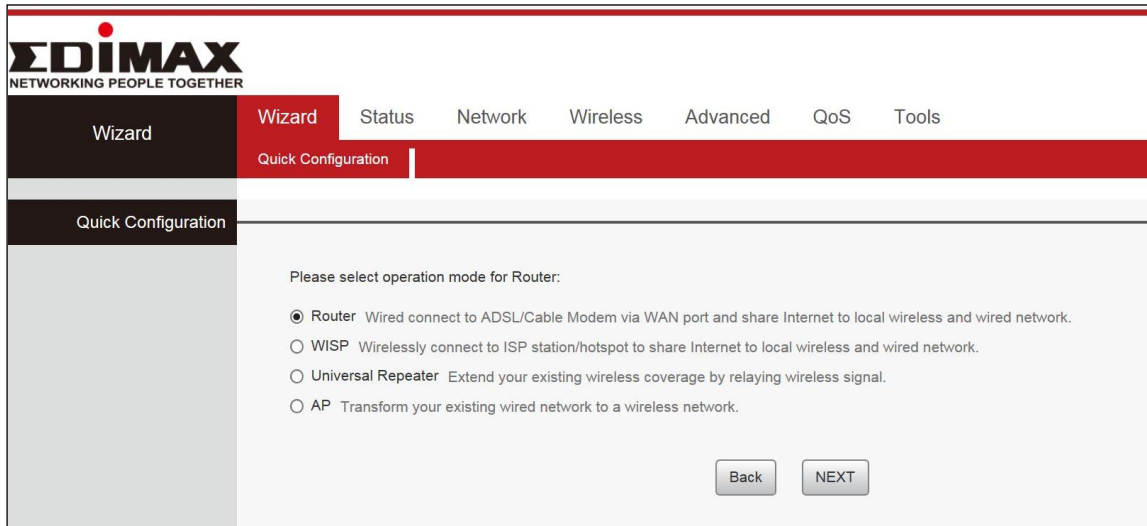 EDIMAX
NETWORKING PEOPLE TOGETHER
Wizard
Wizard Status Network Wireless Advanced QoS Tools
Quick Configuration
Quick Configuration
Please select operation mode for Router:
Router Wired connect to ADSL/Cable Modem via WAN port and share Internet to local wireless and wired network.
WISP Wirelessly connect to ISP station/hotspot to share Internet to local wireless and wired network.
Universal Repeater Extend your existing wireless coverage by relaying wireless signal.
AP Transform your existing wired network to a wireless network.
Back NEXT